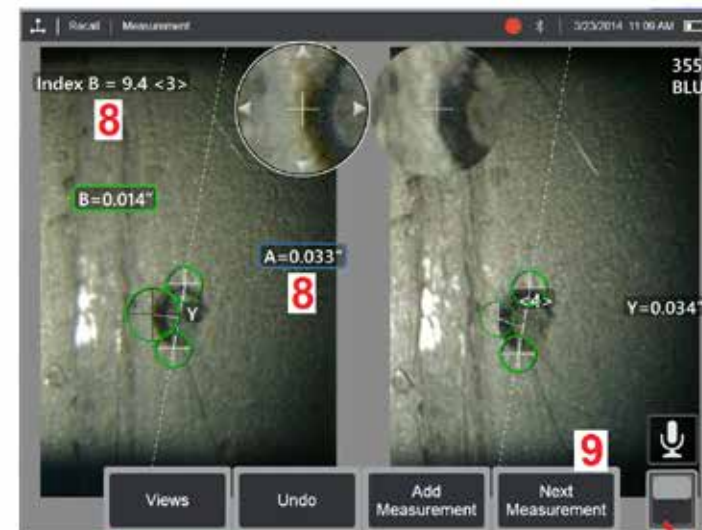 Recall | Measurement
3/23/2014 11:09 AM
Index B = 9.4 <3>
8
355
BLU
B=0.014"
A=0.033"
8
Y
<4>
Y=0.034"
9
Views
Undo
Add Measurement
Next Measurement